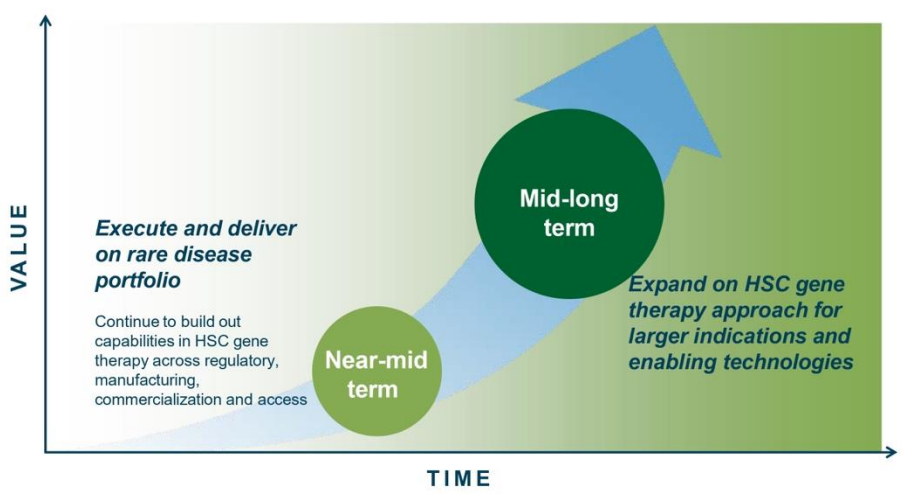 VALUE
Execute and deliver
on rare disease
portfolio
Continue to build out
capabilities in HSC gene
therapy across regulatory,
manufacturing,
commercialization and access
Near-mid
term
Mid-long
term
Expand on HSC gene
therapy approach for
larger indications and
enabling technologies
TIME